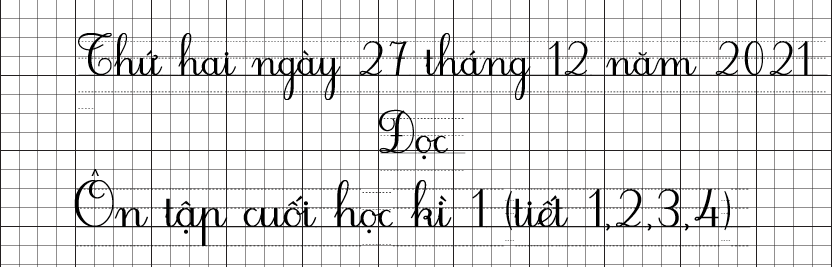 Thứ hai ngày 27 tháng 12 năm 2021
Đọc
Ôn tập cuối học kì 1 (tiết 1,2,3,4)